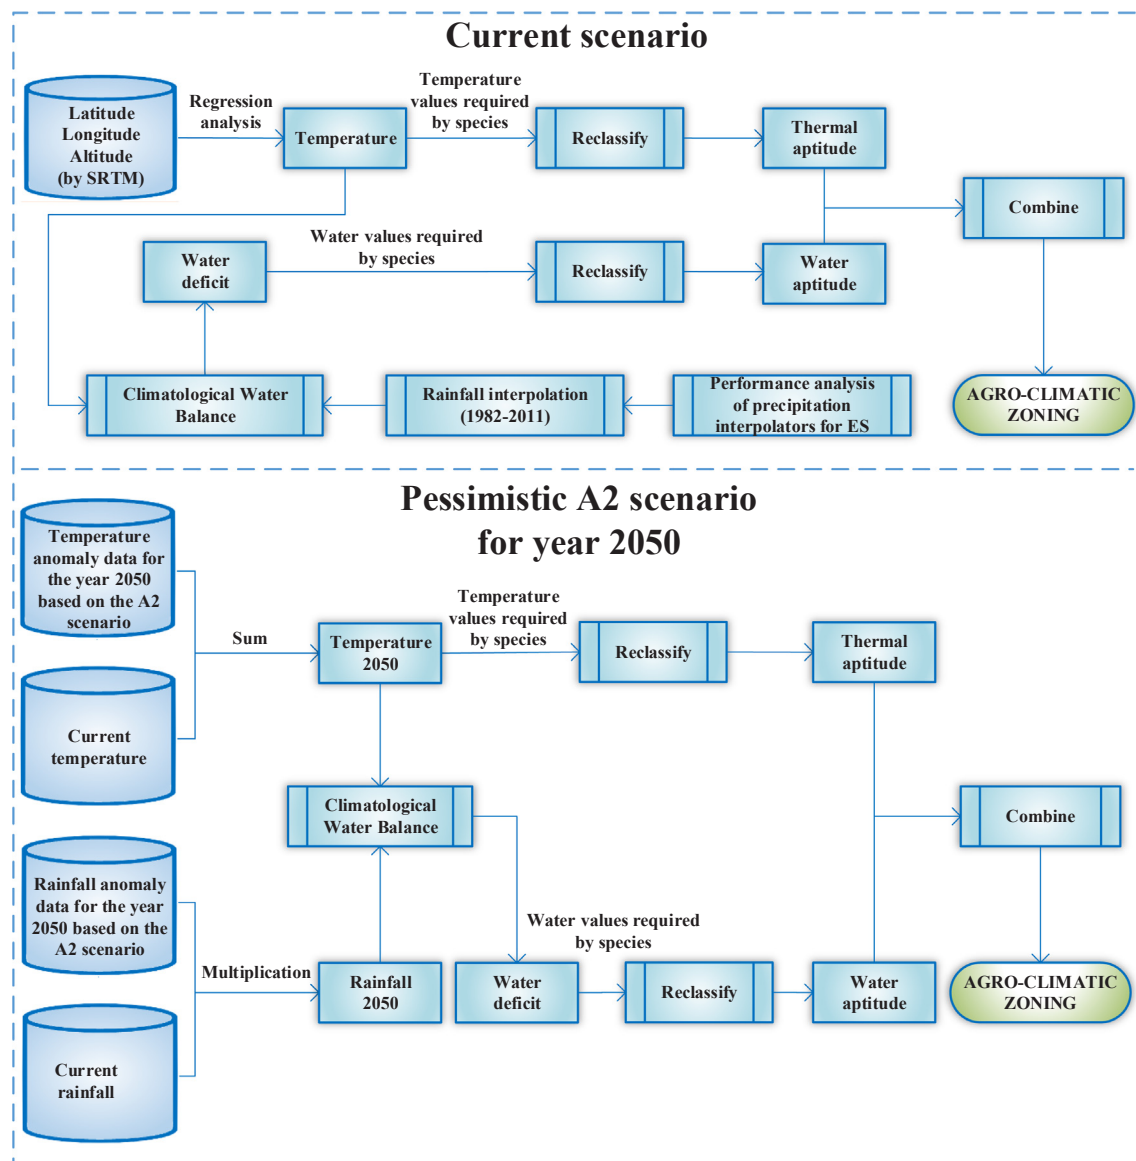 Current scenario
Latitude
Longitude
Altitude
(by SRTM)
Regression
analysis
Temperature
Temperature
values required
by species
Reclassify
Thermal
aptitude
Combine
Water
deficit
Water values required
by species
Reclassify
Water
aptitude
Climatological Water
Balance
Rainfall interpolation
(1982-2011)
Performance analysis
of precipitation
interpolators for ES
AGRO-CLIMATIC
ZONING
Pessimistic A2 scenario
for year 2050
Temperature
anomaly data for
the year 2050
based on the A2
scenario
Sum
Temperature
2050
Temperature
values required
by species
Reclassify
Thermal
aptitude
Current
temperature
Climatological
Water Balance
Combine
Rainfall anomaly
data for the year
2050 based on the
A2 scenario
Multiplication
Rainfall
2050
Water
deficit
Water values required
by species
Reclassify
Water
aptitude
AGRO-CLIMATIC
ZONING
Current
rainfall